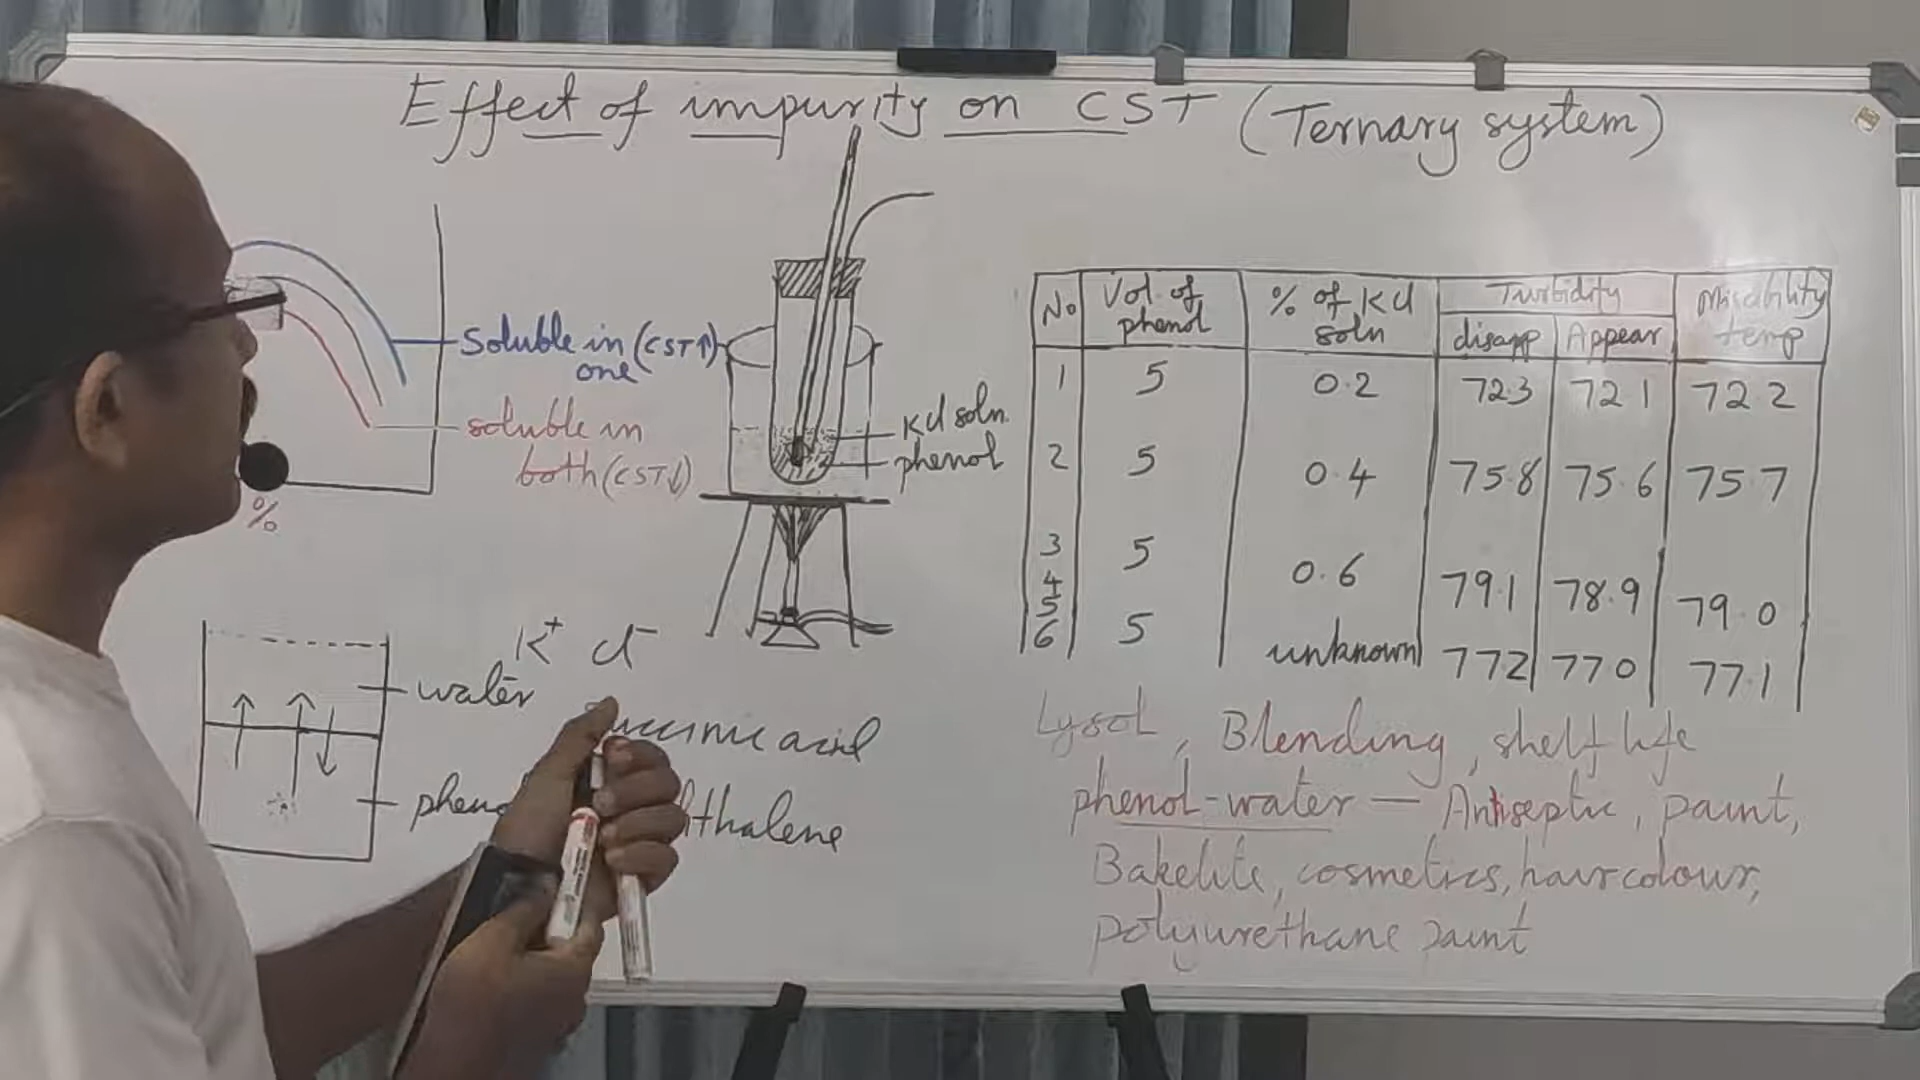 Effect of impurity on CST (Ternary system)
Soluble in (CST↑)
one
soluble in
both (CST↓)
%
KCl soln.
phenol
No
Vol. of
phenol
% of KCl
soln
Turbidity
disapp
Appear
Miscibility
temp
1 5 0.2 72.3 72.1 72.2
2 5 0.4 75.8 75.6 75.7
3 5 0.6 79.1 78.9 79.0
4
5
6 5 unknown 77.2 77.0 77.1
K⁺ Cl⁻
water
acid
Lysol, Blending, shelf life
phenol-water — Antiseptic, paint,
Bakelite, cosmetics, hair colour,
polyurethane paint